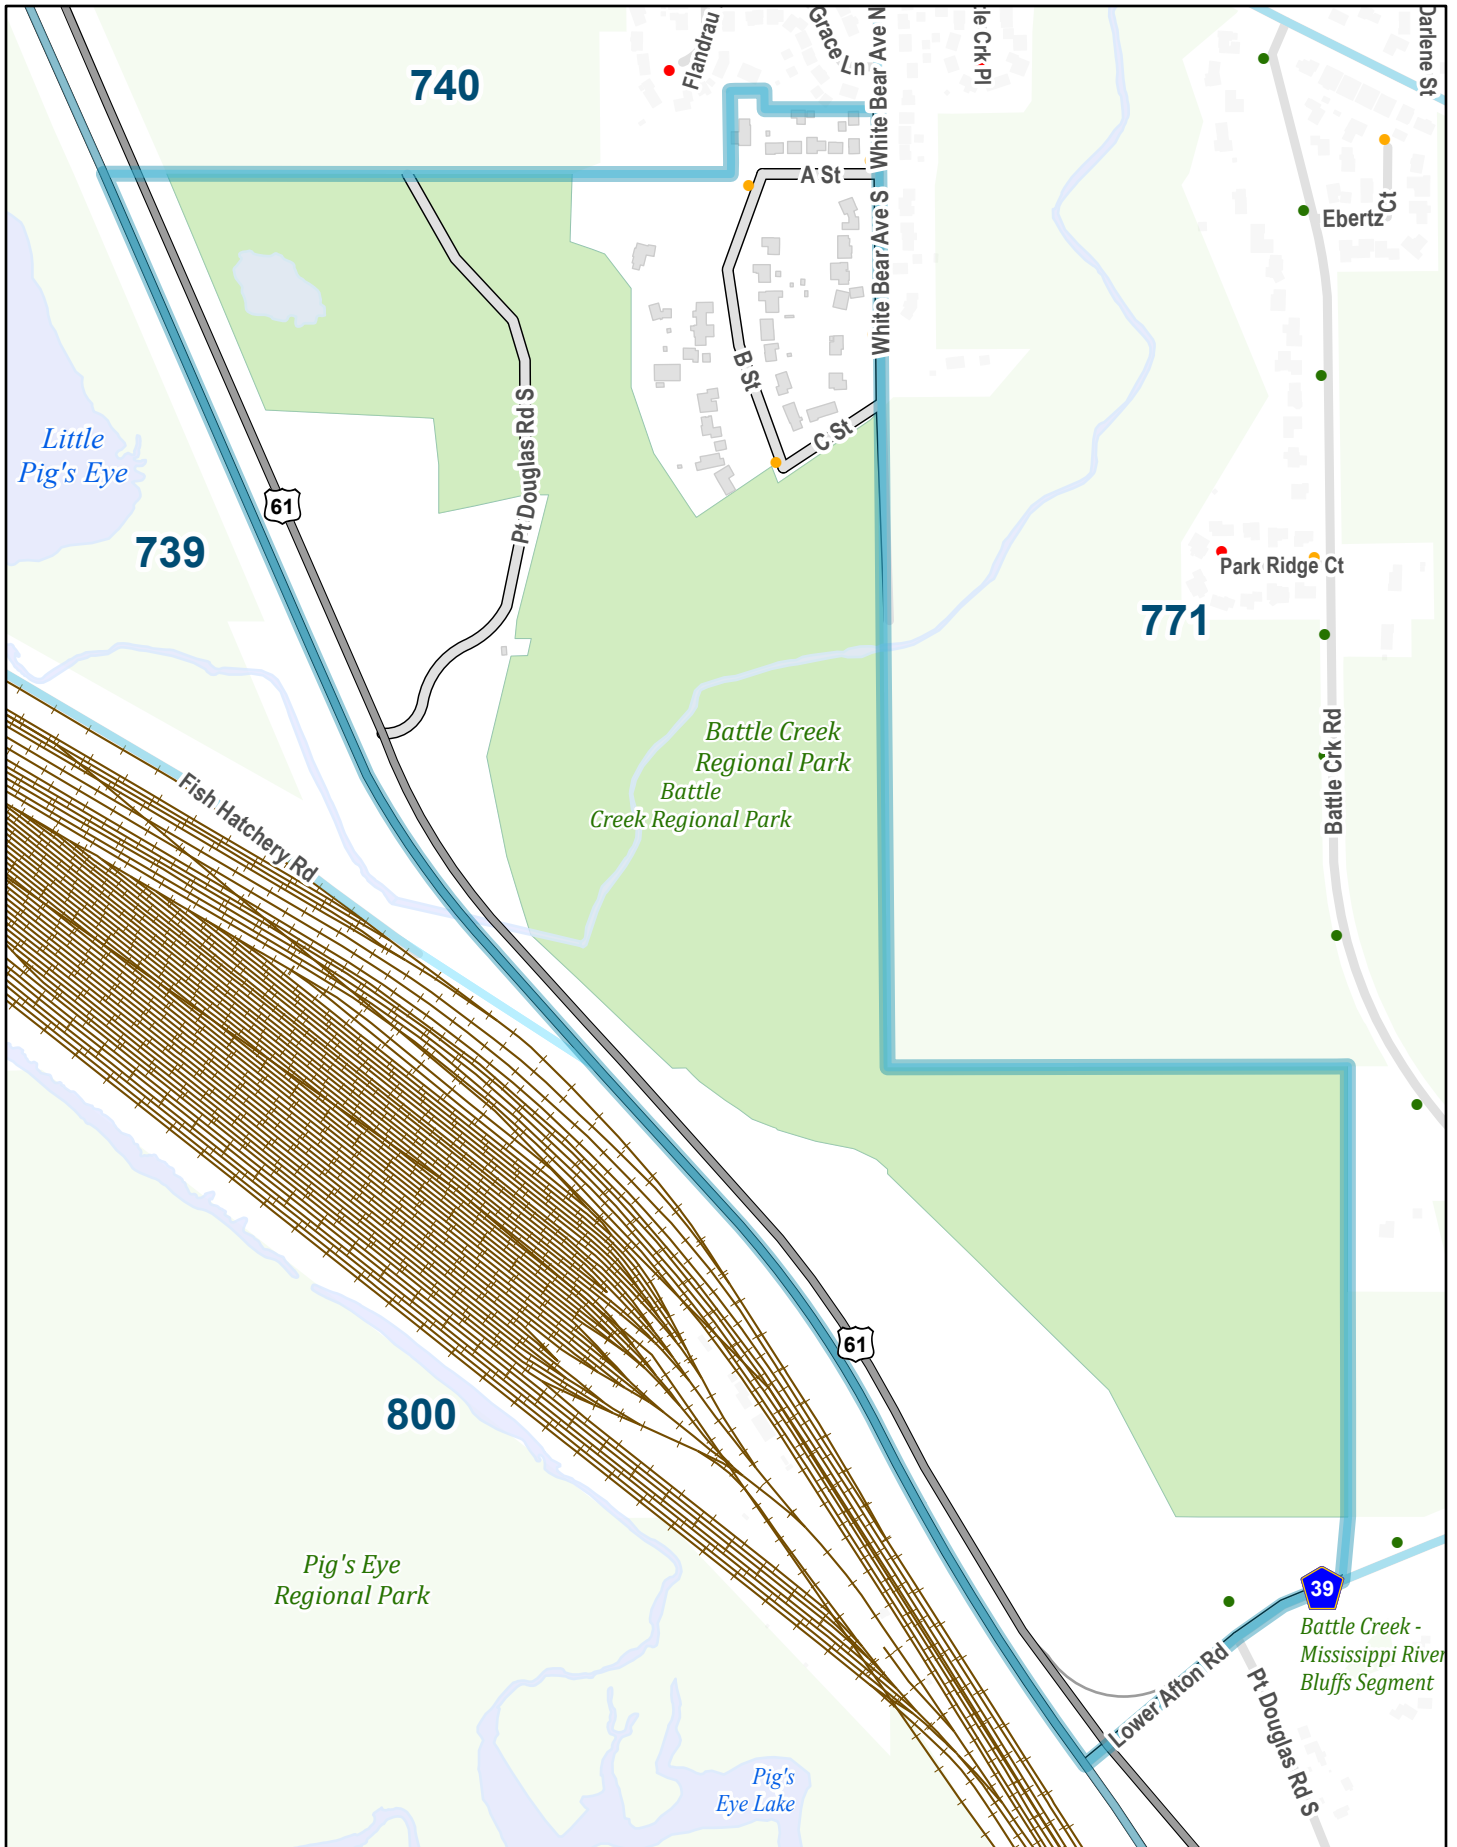 740
Flandrau
Grace
Ln
White Bear Ave N
tle Crk Pl
Darlene St
A St
White Bear Ave S
Ebertz
Ct
B St
C St
Pt Douglas Rd S
Little
Pig's Eye
61
739
Park Ridge Ct
771
Battle Creek
Regional Park
Battle
Creek Regional Park
Battle Crk Rd
Fish Hatchery Rd
61
800
Pig's Eye
Regional Park
39
Battle Creek -
Mississippi River
Bluffs Segment
Lower Afton Rd
Pt Douglas Rd S
Pig's
Eye Lake